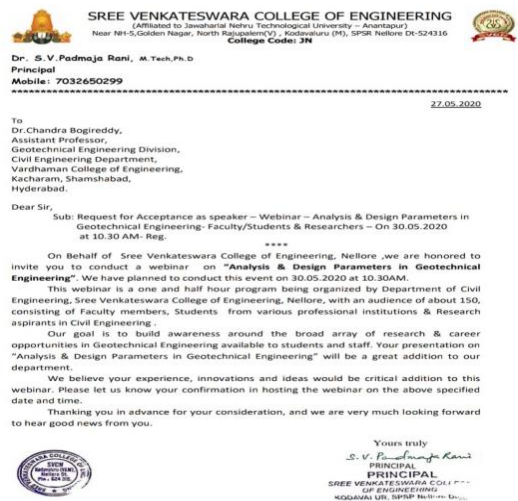 SREE VENKATESWARA COLLEGE OF ENGINEERING
(Affiliated to Jawaharlal Nehru Technological University – Anantapur)
Near NH-5,Golden Nagar, North Rajupalem(V) , Kodavaluru (M), SPSR Nellore Dt-524316
College Code: JN
Dr. S.V.Padmaja Rani, M.Tech,Ph.D
Principal
Mobile: 7032650299
27.05.2020
To
Dr.Chandra Bogireddy,
Assistant Professor,
Geotechnical Engineering Division,
Civil Engineering Department,
Vardhaman College of Engineering,
Kacharam, Shamshabad,
Hyderabad.
Dear Sir,
Sub: Request for Acceptance as speaker – Webinar – Analysis & Design Parameters in
Geotechnical Engineering- Faculty/Students & Researchers – On 30.05.2020
at 10.30 AM- Reg.
****
On Behalf of Sree Venkateswara College of Engineering, Nellore ,we are honored to
invite you to conduct a webinar on "Analysis & Design Parameters in Geotechnical
Engineering". We have planned to conduct this event on 30.05.2020 at 10.30AM.
This webinar is a one and half hour program being organized by Department of Civil
Engineering, Sree Venkateswara College of Engineering, Nellore, with an audience of about 150,
consisting of Faculty members, Students from various professional institutions & Research
aspirants in Civil Engineering .
Our goal is to build awareness around the broad array of research & career
opportunities in Geotechnical Engineering available to students and staff. Your presentation on
"Analysis & Design Parameters in Geotechnical Engineering" will be a great addition to our
department.
We believe your experience, innovations and ideas would be critical addition to this
webinar. Please let us know your confirmation in hosting the webinar on the above specified
date and time.
Thanking you in advance for your consideration, and we are very much looking forward
to hear good news from you.
Yours truly
S. V. Padmaja Rani
PRINCIPAL
PRINCIPAL
SREE VENKATESWARA
OF ENGINEERING
SVCN